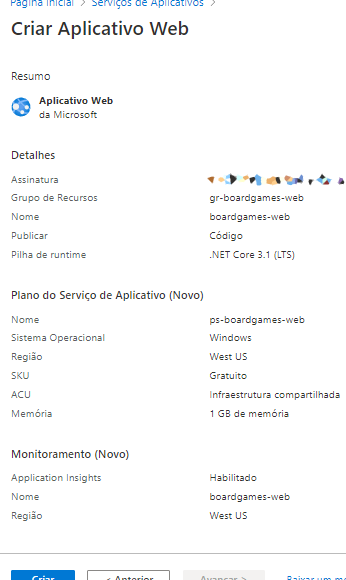 Página inicial > Serviços de Aplicativos >
Criar Aplicativo Web
Resumo
Aplicativo Web
da Microsoft
Detalhes
Assinatura
Grupo de Recursos gr-boardgames-web
Nome boardgames-web
Publicar Código
Pilha de runtime .NET Core 3.1 (LTS)
Plano do Serviço de Aplicativo (Novo)
Nome ps-boardgames-web
Sistema Operacional Windows
Região West US
SKU Gratuito
ACU Infraestrutura compartilhada
Memória 1 GB de memória
Monitoramento (Novo)
Application Insights Habilitado
Nome boardgames-web
Região West US
Criar < Anterior Avançar > Baixar um